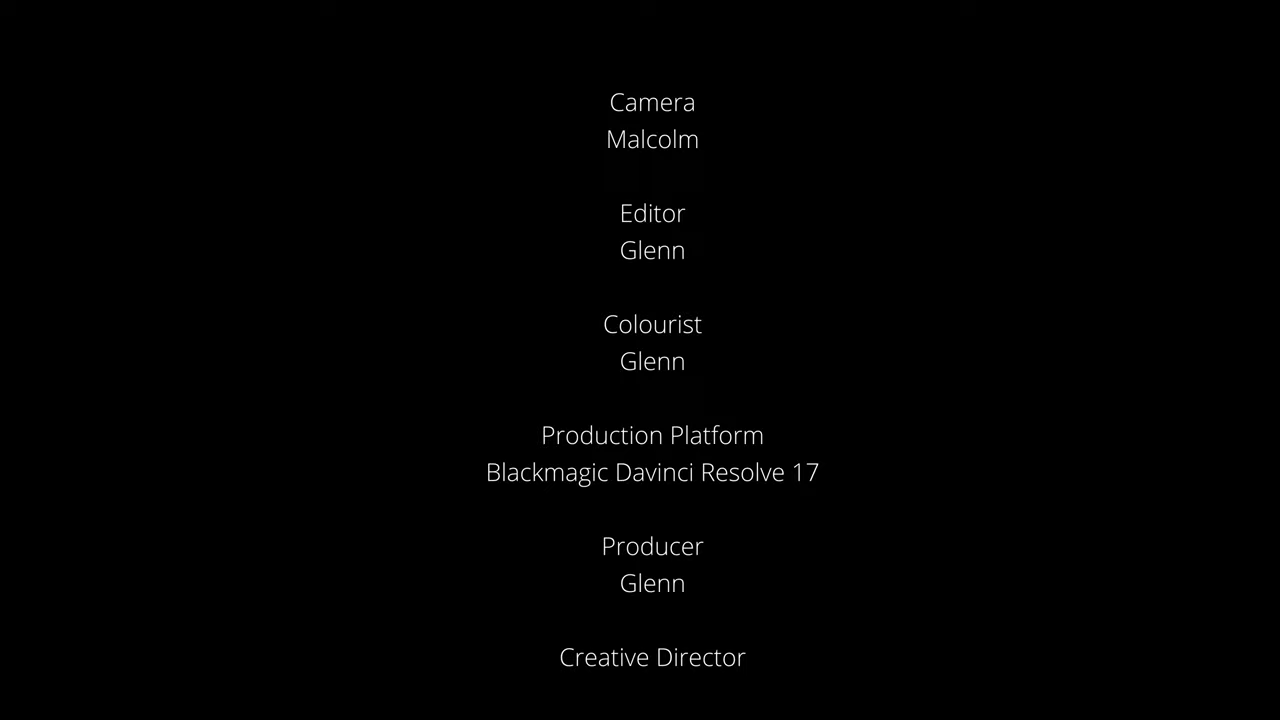 Camera
Malcolm
Editor
Glenn
Colourist
Glenn
Production Platform
Blackmagic Davinci Resolve 17
Producer
Glenn
Creative Director